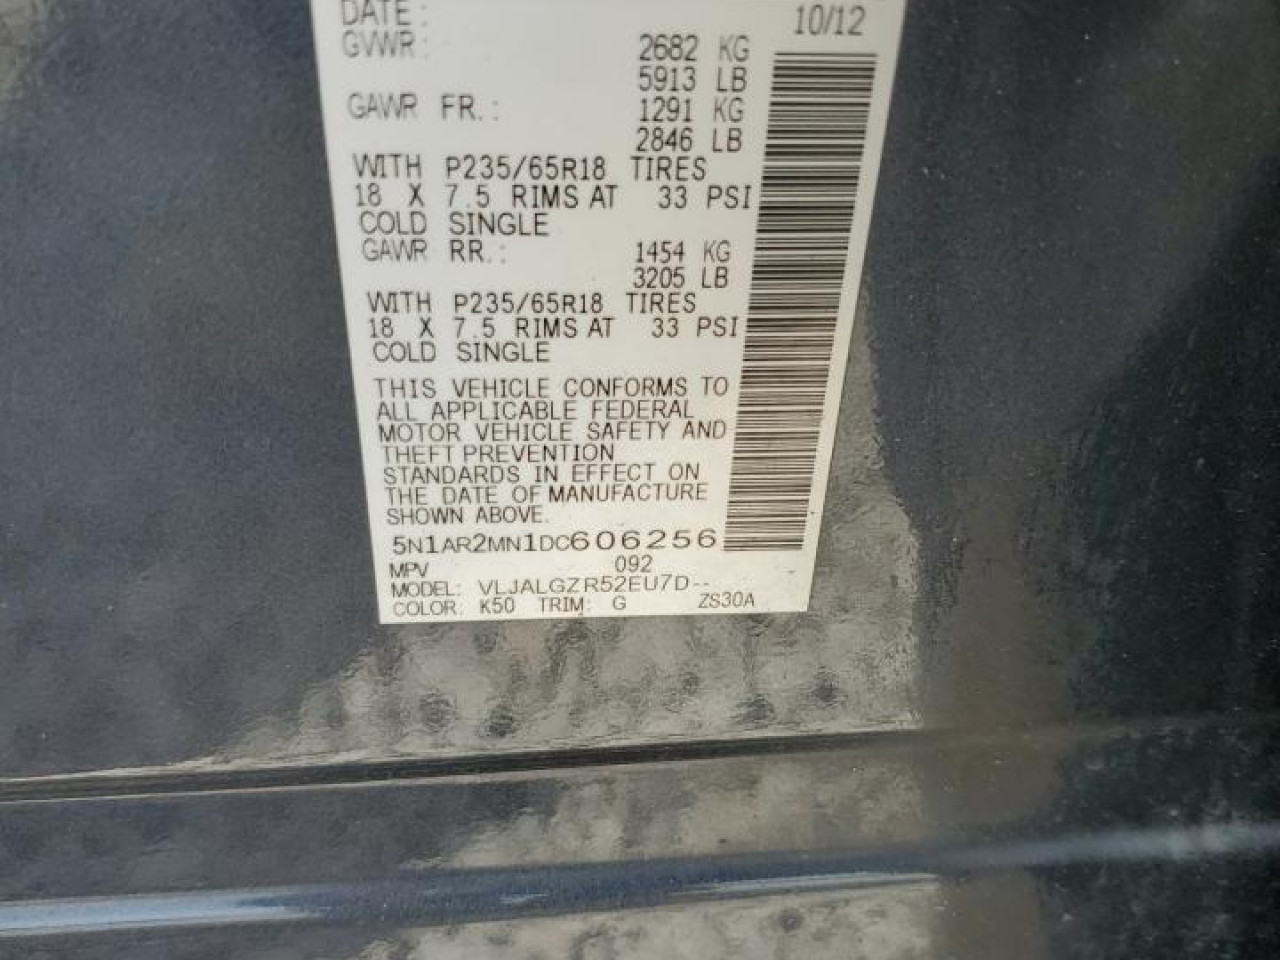 DATE: 10/12
GVWR: 2682 KG
5913 LB
GAWR FR.: 1291 KG
2846 LB
WITH P235/65R18 TIRES
18 X 7.5 RIMS AT 33 PSI
COLD SINGLE
GAWR RR.: 1454 KG
3205 LB
WITH P235/65R18 TIRES
18 X 7.5 RIMS AT 33 PSI
COLD SINGLE
THIS VEHICLE CONFORMS TO
ALL APPLICABLE FEDERAL
MOTOR VEHICLE SAFETY AND
THEFT PREVENTION
STANDARDS IN EFFECT ON
THE DATE OF MANUFACTURE
SHOWN ABOVE.
5N1AR2MN1DC606256
MPV 092
MODEL: VLJALGZ R52EU7D--
COLOR: K50 TRIM: G ZS30A